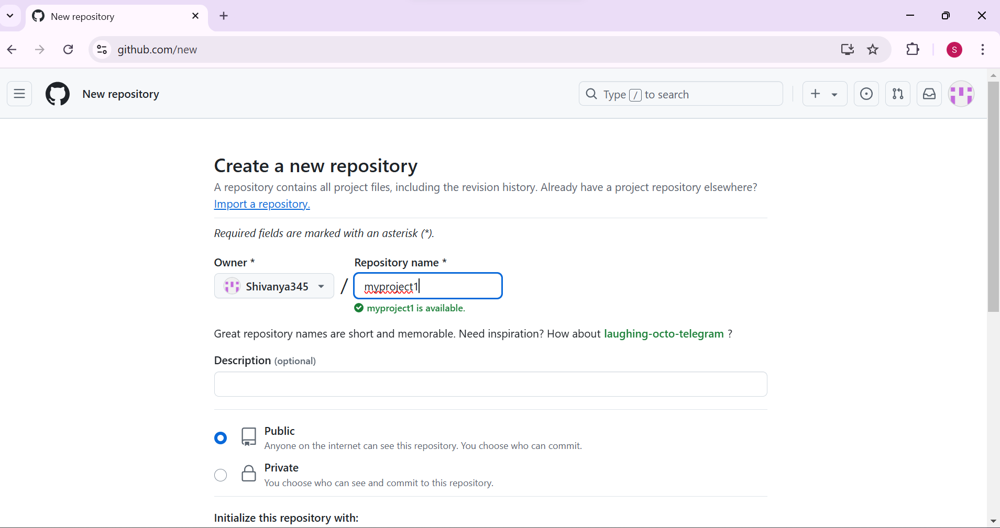 New repository
github.com/new
S
New repository
Type / to search
Create a new repository
A repository contains all project files, including the revision history. Already have a project repository elsewhere?
Import a repository.
Required fields are marked with an asterisk (*).
Owner *
Repository name *
Shivanya345
/
myproject1
myproject1 is available.
Great repository names are short and memorable. Need inspiration? How about laughing-octo-telegram ?
Description (optional)
Public
Anyone on the internet can see this repository. You choose who can commit.
Private
You choose who can see and commit to this repository.
Initialize this repository with: